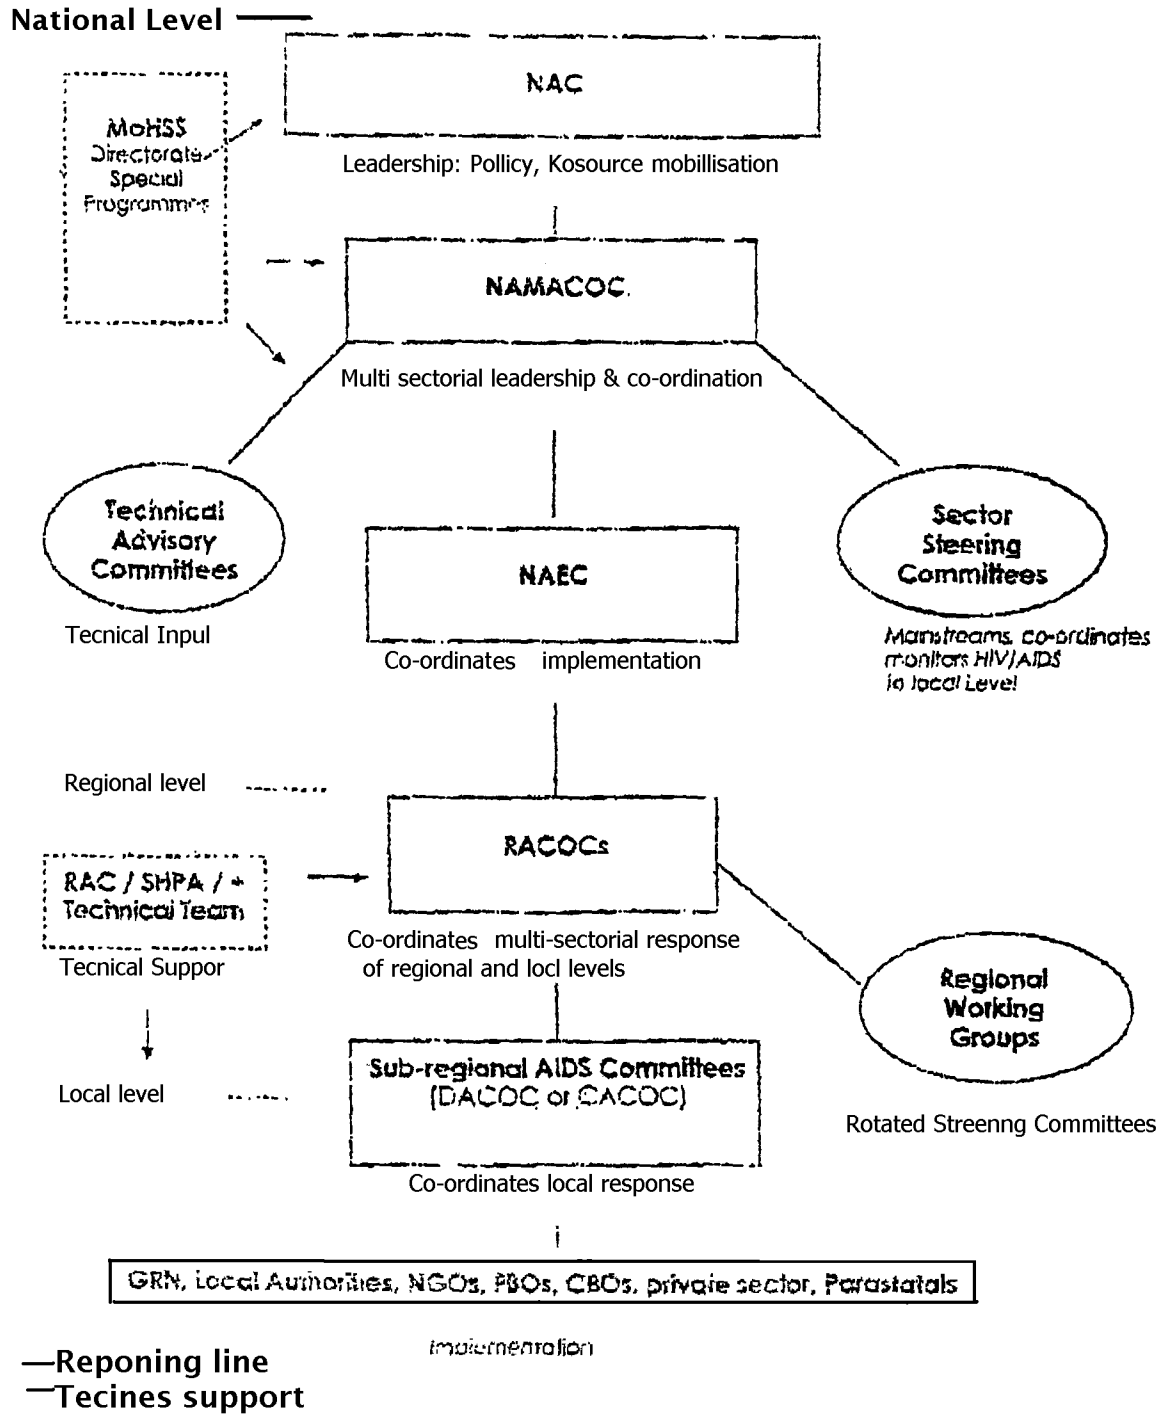 National Level
NAC
MoHSS
Directorate
Special
Programmes
Leadership: Pollicy, Kosource mobillisation
NAMACOC.
Multi sectorial leadership & co-ordination
Technical
Advisory
Committees
Tecnical Inpul
NAEC
Co-ordinates implementation
Sector
Steering
Committees
Mainstreams, co-ordinates
monitors HIV/AIDS
to local Level
Regional level
RACOCs
RAC / SHPA / +
Technical Team
Tecnical Suppor
Co-ordinates multi-sectorial response
of regional and locl levels
Regional
Working
Groups
Rotated Streenng Committees
Local level
Sub-regional AIDS Committees
(DACOC or CACOC)
Co-ordinates local response
GRN, Local Authorities, NGOs, FBOs, CBOs, private sector, Parastatals
Implementation
Reponing line
Tecines support